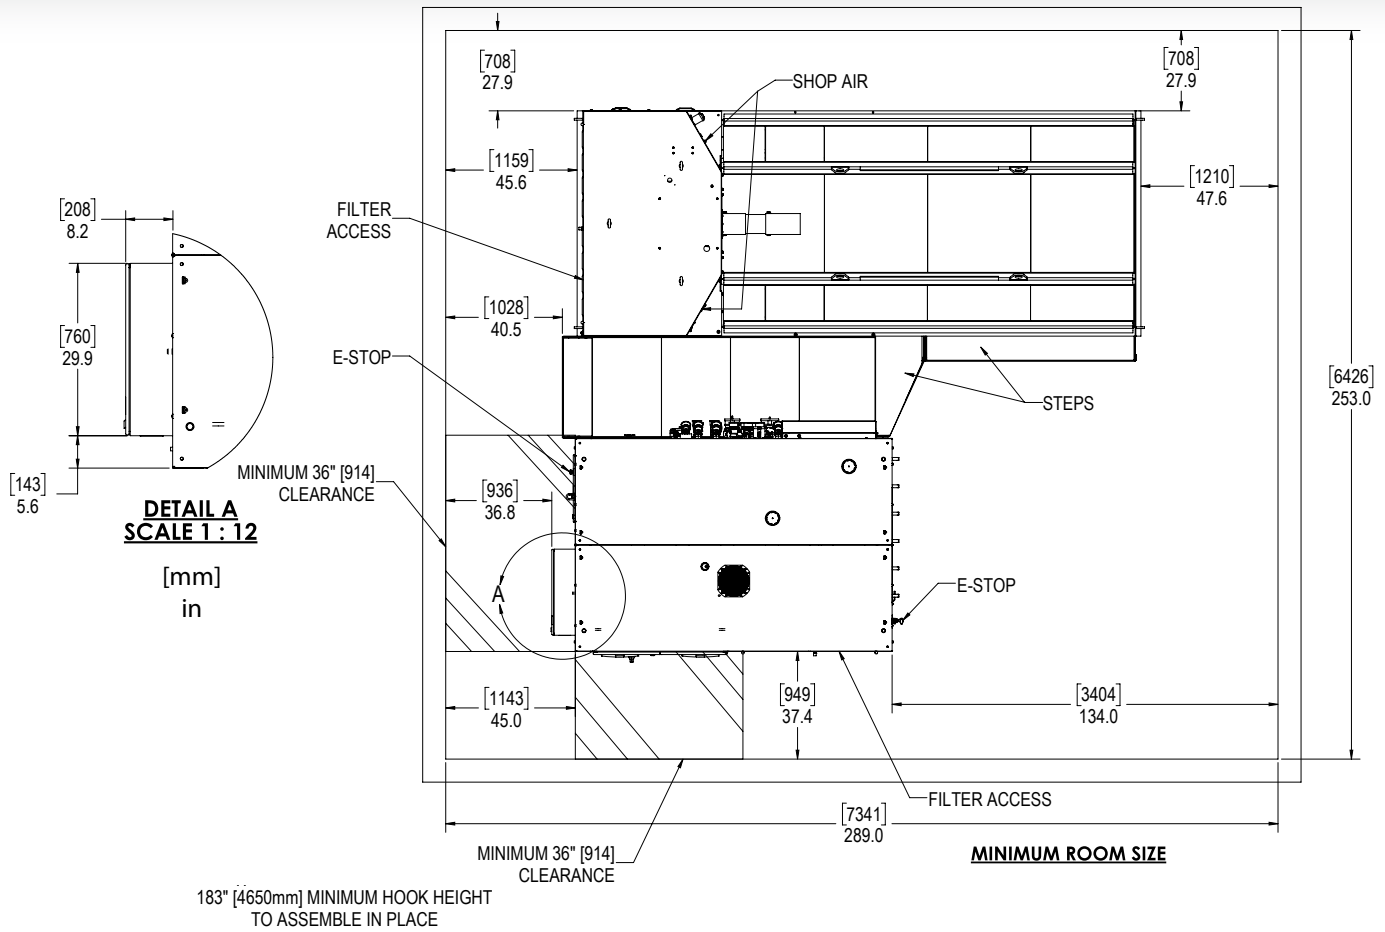 [708]
27.9
[708]
27.9
SHOP AIR
[1159]
45.6
[1210]
47.6
[208]
8.2
FILTER
ACCESS
[1028]
40.5
[760]
29.9
E-STOP
[6426]
253.0
STEPS
MINIMUM 36" [914]
CLEARANCE
[143]
5.6
[936]
36.8
DETAIL A
SCALE 1 : 12
[mm]
in
A
E-STOP
[1143]
45.0
[949]
37.4
[3404]
134.0
FILTER ACCESS
[7341]
289.0
MINIMUM 36" [914]
CLEARANCE
MINIMUM ROOM SIZE
183" [4650mm] MINIMUM HOOK HEIGHT
TO ASSEMBLE IN PLACE